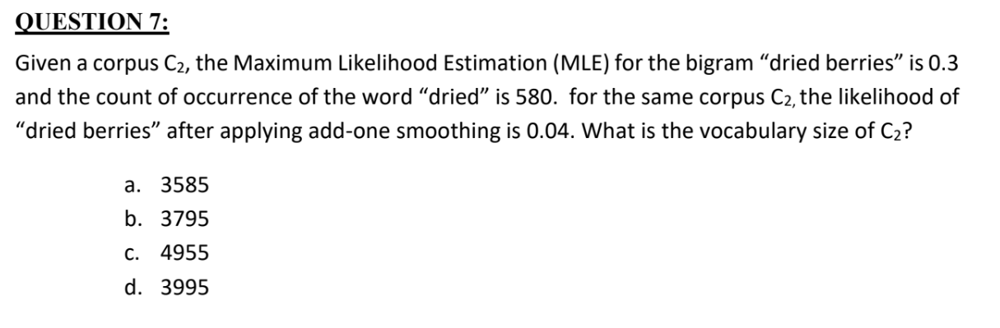 QUESTION 7:
Given a corpus C₂, the Maximum Likelihood Estimation (MLE) for the bigram “dried berries” is 0.3
and the count of occurrence of the word “dried” is 580.  for the same corpus C₂, the likelihood of
“dried berries” after applying add-one smoothing is 0.04. What is the vocabulary size of C₂?
a. 3585
b. 3795
c. 4955
d. 3995